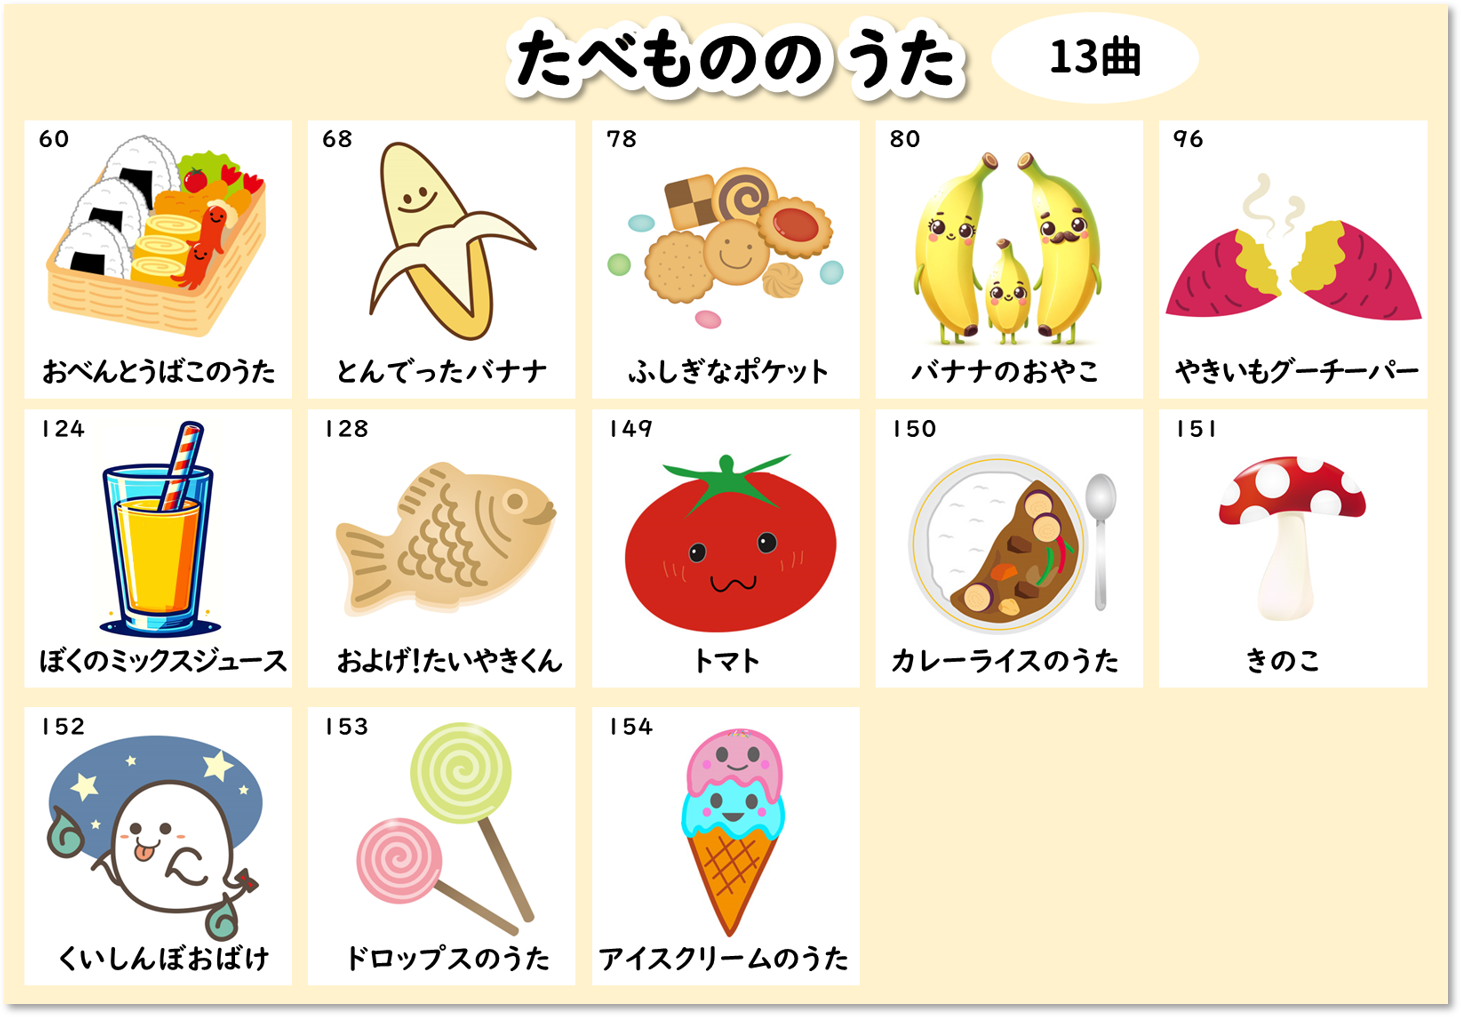 たべもののうた
13曲
60
おべんとうばこのうた
68
とんでったバナナ
78
ふしぎなポケット
80
バナナのおやこ
96
やきいもグーチーパー
124
ぼくのミックスジュース
128
およげ!たいやきくん
149
トマト
150
カレーライスのうた
151
きのこ
152
くいしんぼおばけ
153
ドロップスのうた
154
アイスクリームのうた